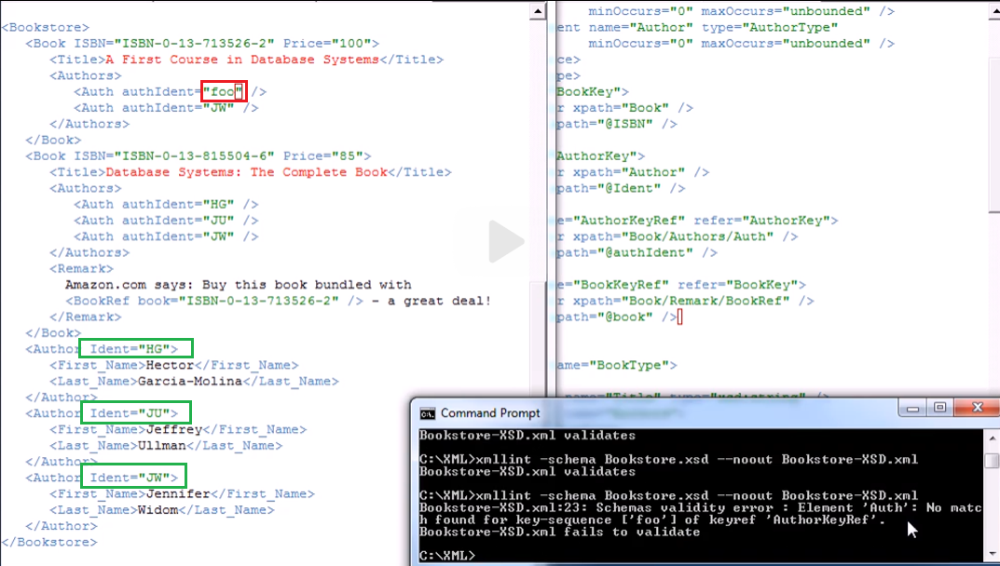 <Bookstore>
<Book ISBN="ISBN-0-13-713526-2" Price="100">
<Title>A First Course in Database Systems</Title>
<Authors>
<Auth authIdent="foo" />
<Auth authIdent="JW" />
</Authors>
</Book>
<Book ISBN="ISBN-0-13-815504-6" Price="85">
<Title>Database Systems: The Complete Book</Title>
<Authors>
<Auth authIdent="HG" />
<Auth authIdent="JU" />
<Auth authIdent="JW" />
</Authors>
<Remark>
Amazon.com says: Buy this book bundled with
<BookRef book="ISBN-0-13-713526-2" /> - a great deal!
</Remark>
</Book>
<Author Ident="HG">
<First_Name>Hector</First_Name>
<Last_Name>Garcia-Molina</Last_Name>
</Author>
<Author Ident="JU">
<First_Name>Jeffrey</First_Name>
<Last_Name>Ullman</Last_Name>
</Author>
<Author Ident="JW">
<First_Name>Jennifer</First_Name>
<Last_Name>Widom</Last_Name>
</Author>
</Bookstore>
minOccurs="0" maxOccurs="unbounded" />
ent name="Author" type="AuthorType"
minOccurs="0" maxOccurs="unbounded" />
ce>
pe>
BookKey">
r xpath="Book" />
path="@ISBN" />
AuthorKey">
r xpath="Author" />
path="@Ident" />
e="AuthorKeyRef" refer="AuthorKey">
r xpath="Book/Authors/Auth" />
path="@authIdent" />
e="BookKeyRef" refer="BookKey">
r xpath="Book/Remark/BookRef" />
path="@book" />
ame="BookType">
Command Prompt
Bookstore-XSD.xml validates
C:\XML>xmllint -schema Bookstore.xsd --noout Bookstore-XSD.xml
Bookstore-XSD.xml validates
C:\XML>xmllint -schema Bookstore.xsd --noout Bookstore-XSD.xml
Bookstore-XSD.xml:23: Schemas validity error : Element 'Auth': No matc
h found for key-sequence ['foo'] of keyref 'AuthorKeyRef'.
Bookstore-XSD.xml fails to validate
C:\XML>